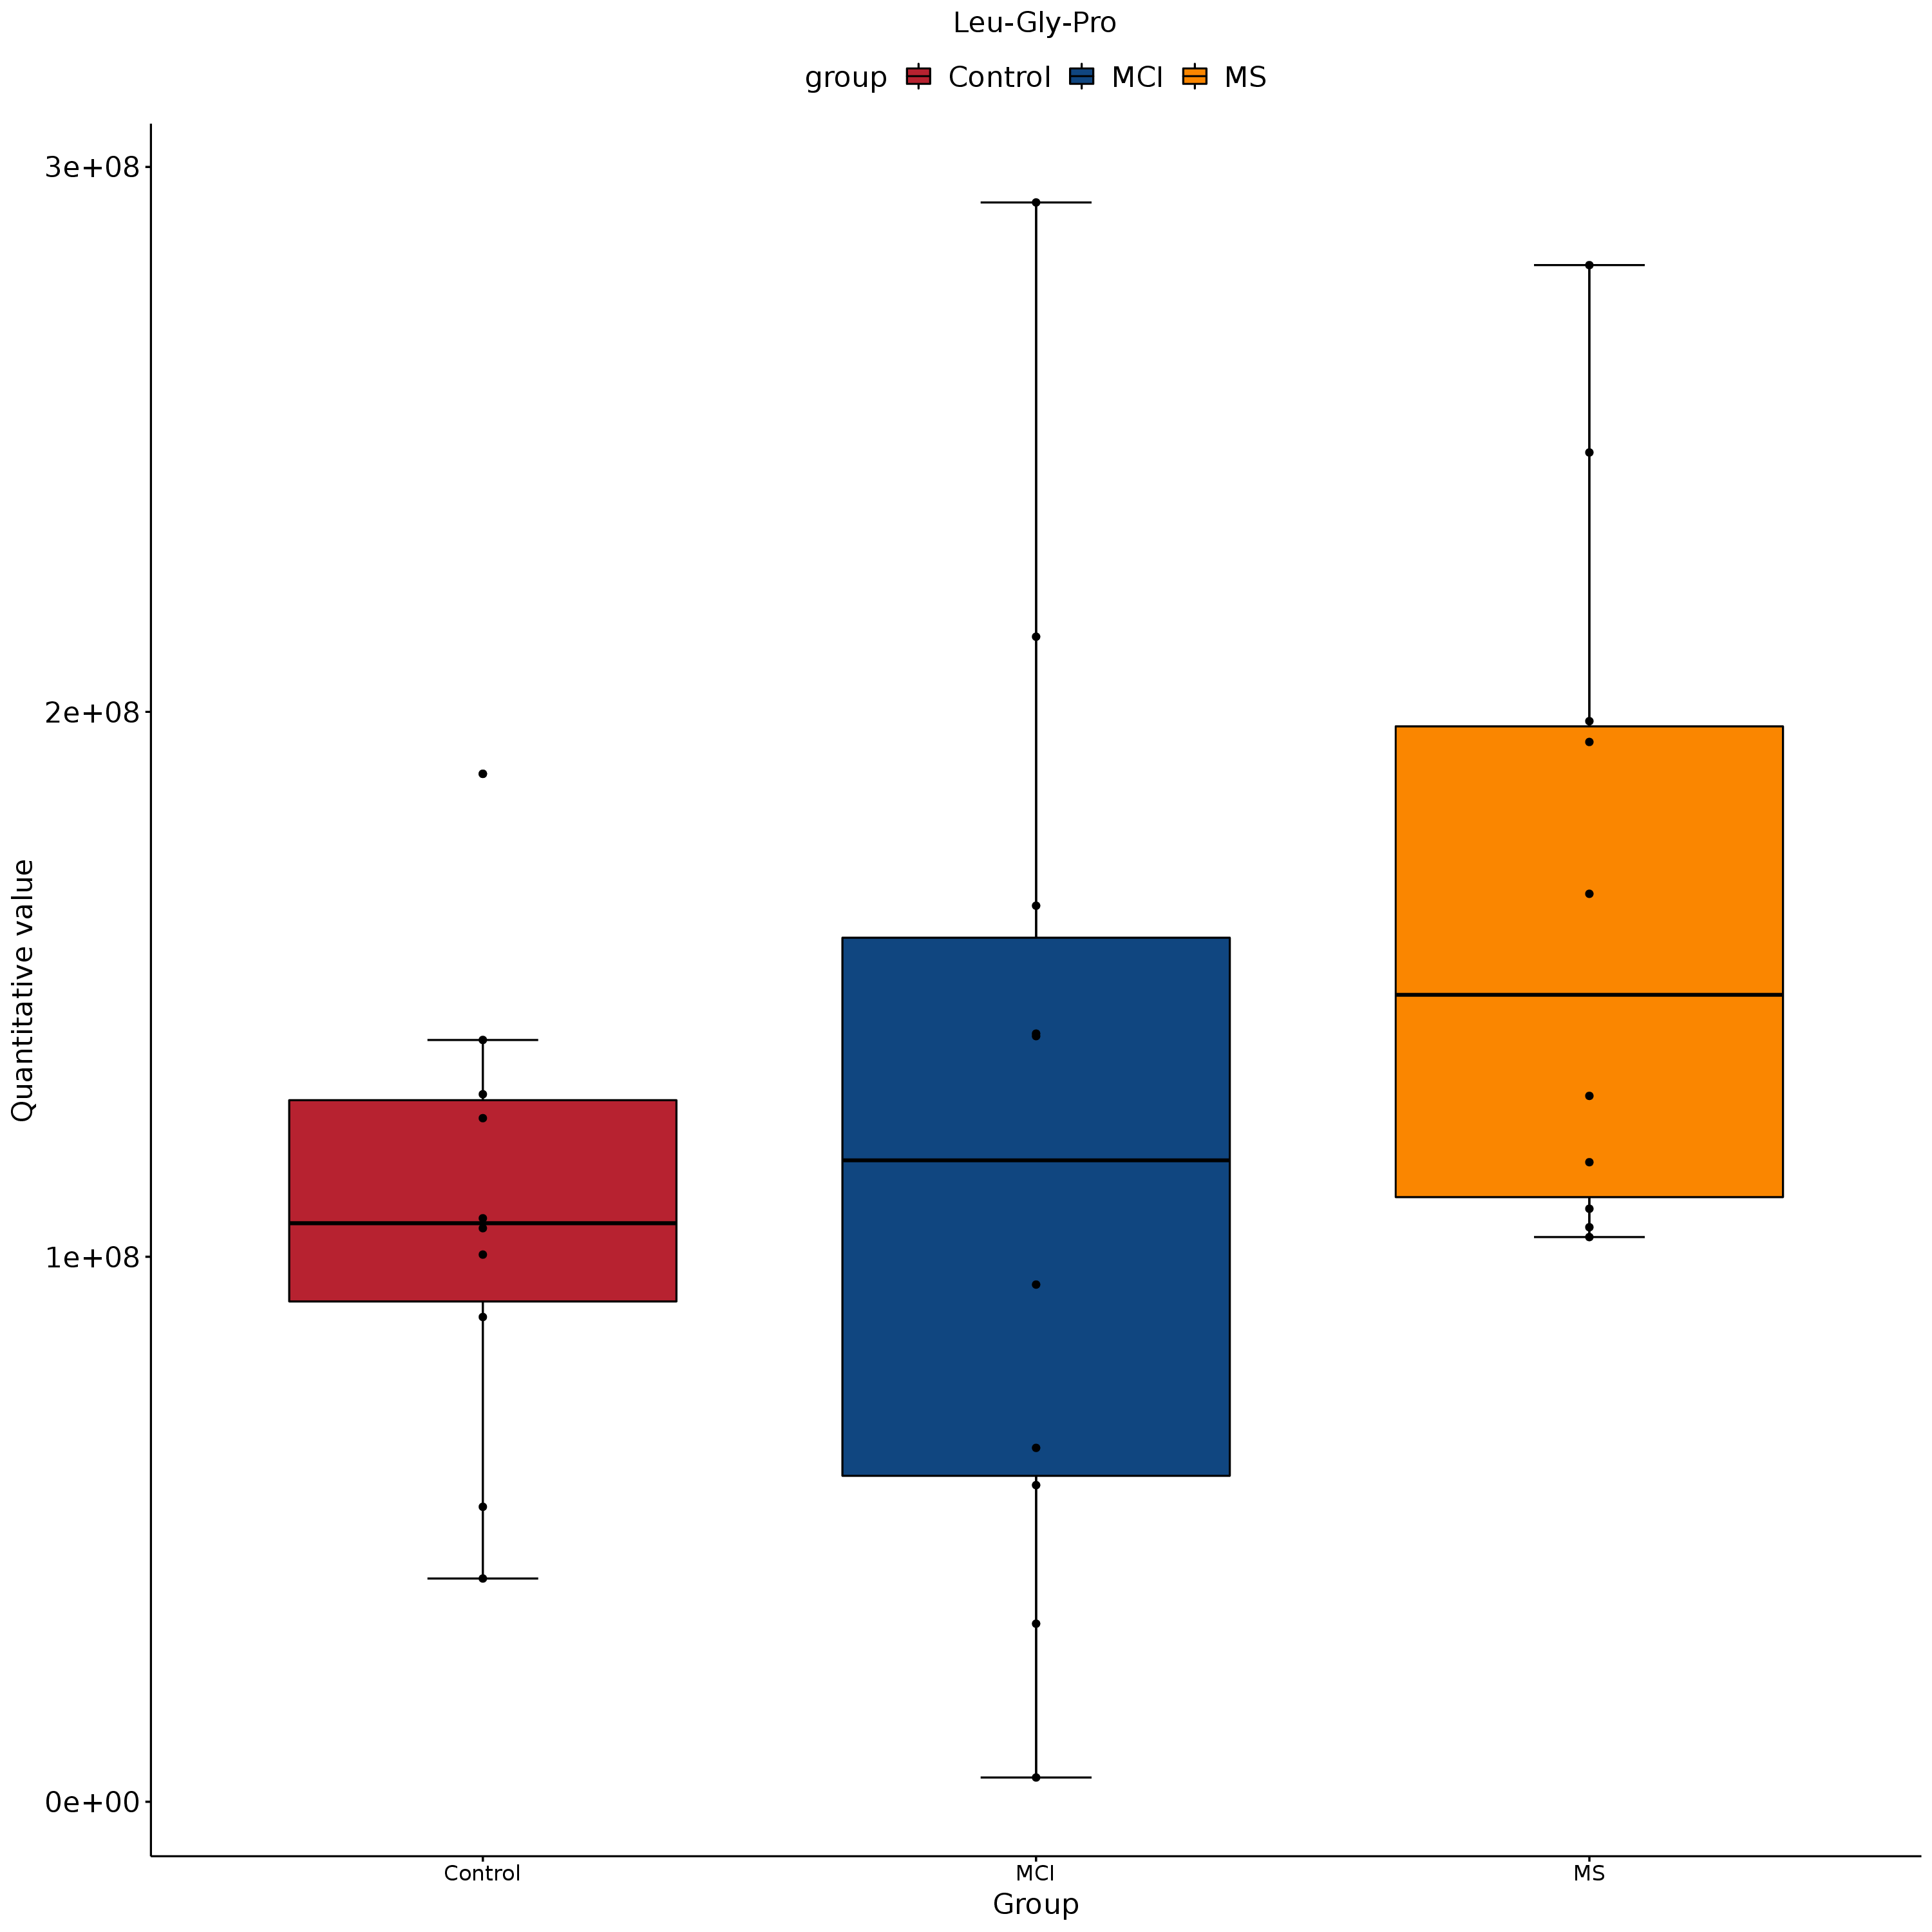 Leu-Gly-Pro
group Control MCI MS
3e+08
2e+08
1e+08
0e+00
Quantitative value
Control MCI MS
Group